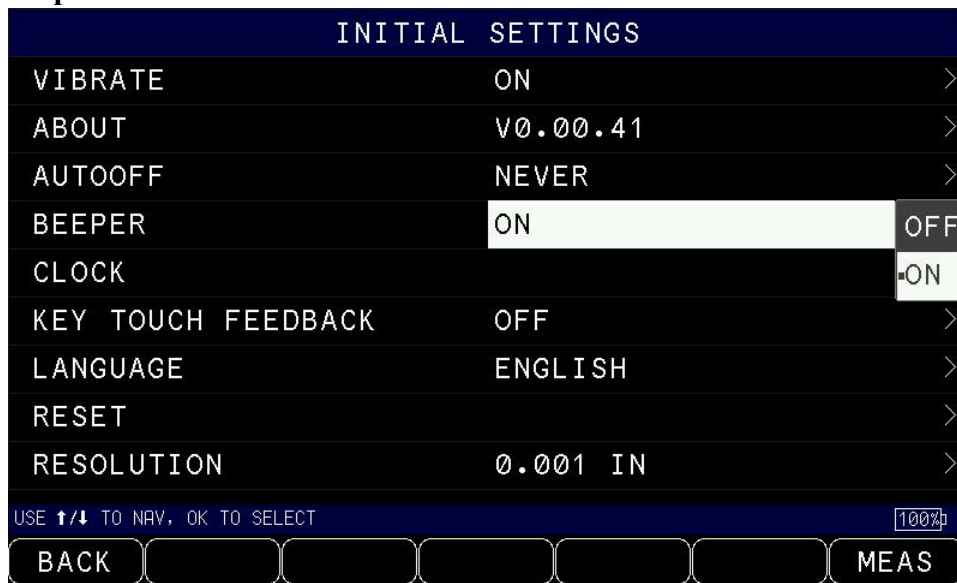 INITIAL SETTINGS
VIBRATE ON
ABOUT V0.00.41
AUTOOFF NEVER
BEEPER ON OFF
CLOCK ON
KEY TOUCH FEEDBACK OFF
LANGUAGE ENGLISH
RESET
RESOLUTION 0.001 IN
USE ⬆/⬇ TO NAV, OK TO SELECT 100%
BACK MEAS